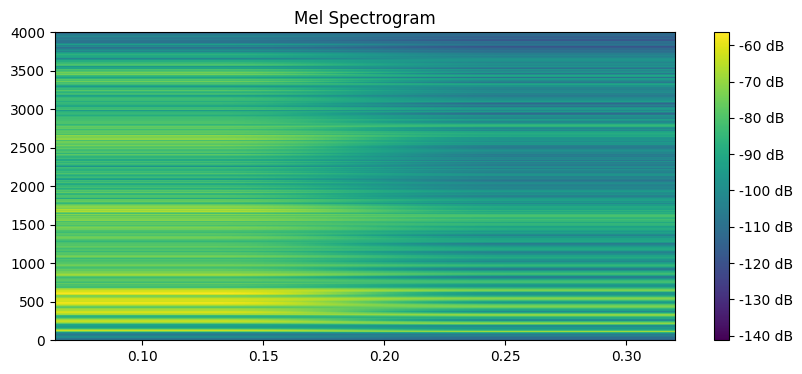 Mel Spectrogram
4000
3500
3000
2500
2000
1500
1000
500
0
0.10 0.15 0.20 0.25 0.30
-60 dB
-70 dB
-80 dB
-90 dB
-100 dB
-110 dB
-120 dB
-130 dB
-140 dB